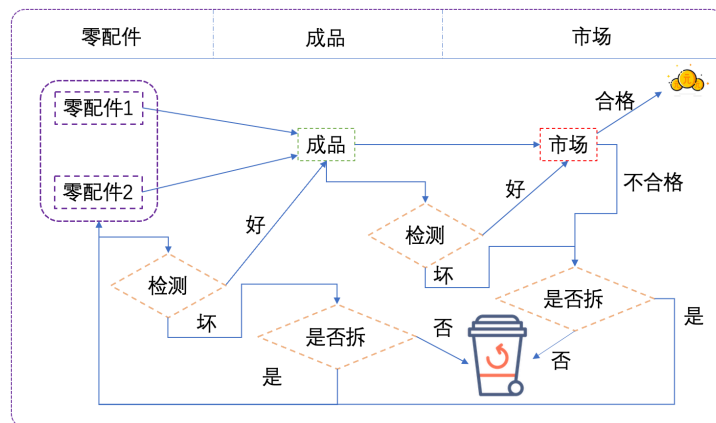 零配件
成品
市场
零配件1
合格
成品
市场
零配件2
好
不合格
好
检测
检测
坏
坏
是否拆
是否拆
否
是
否
是